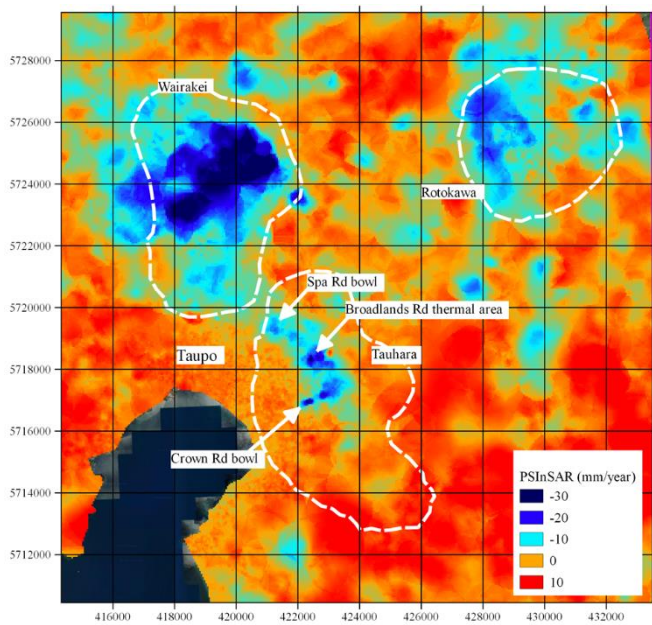 5728000
5726000
5724000
5722000
5720000
5718000
5716000
5714000
5712000
Wairakei
Rotokawa
Spa Rd bowl
Broadlands Rd thermal area
Taupo
Tauhara
Crown Rd bowl
PSInSAR (mm/year)
-30
-20
-10
0
10
416000 418000 420000 422000 424000 426000 428000 430000 432000